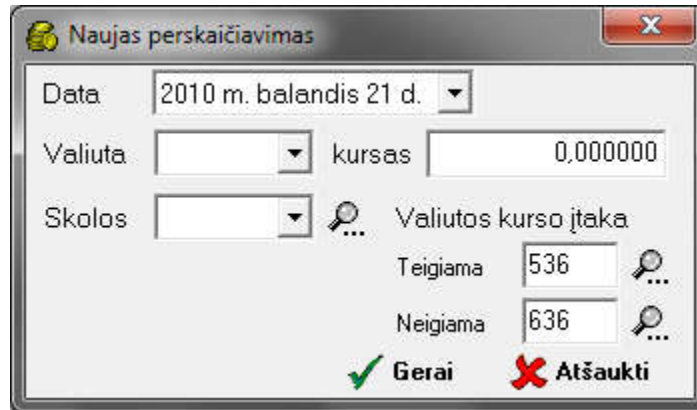 Naujas perskaičiavimas
Data 2010 m. balandis 21 d.
Valiuta kursas 0,000000
Skolos Valiutos kurso įtaka
Teigiama 536
Neigiama 636
Gerai Atšaukti